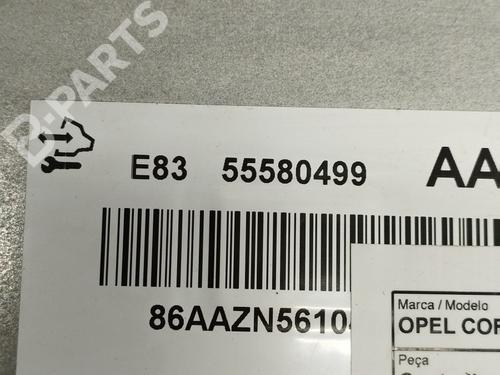 B-PARTS
E83 55580499 AA
86AAZN5610
Marca / Modelo
OPEL COR
Peça